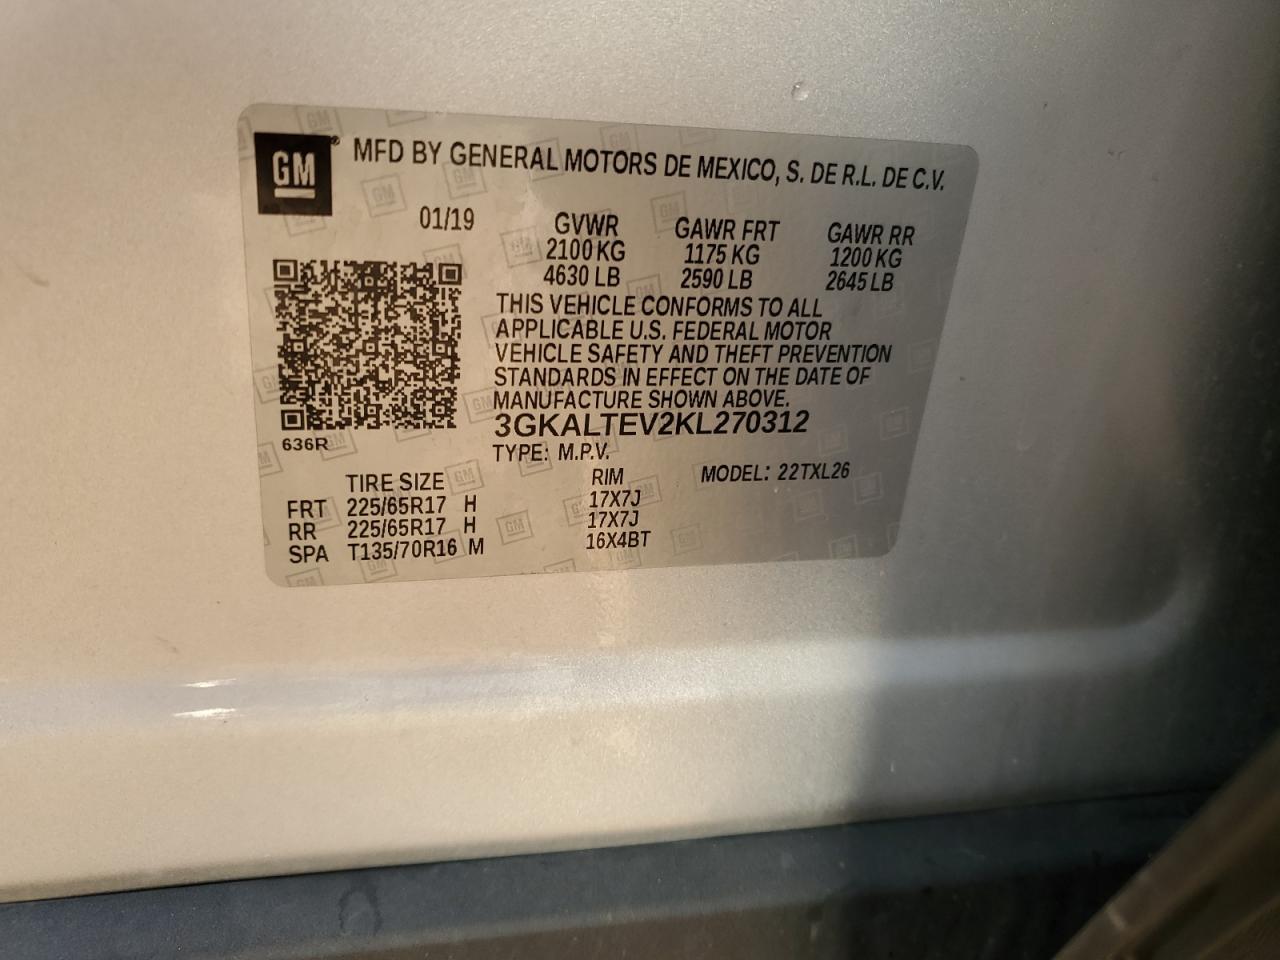 GM MFD BY GENERAL MOTORS DE MEXICO, S. DE R.L. DE C.V.
01/19 GVWR GAWR FRT GAWR RR
2100 KG 1175 KG 1200 KG
4630 LB 2590 LB 2645 LB
THIS VEHICLE CONFORMS TO ALL
APPLICABLE U.S. FEDERAL MOTOR
VEHICLE SAFETY AND THEFT PREVENTION
STANDARDS IN EFFECT ON THE DATE OF
MANUFACTURE SHOWN ABOVE.
3GKALTEV2KL270312
636R
TYPE: M.P.V.
TIRE SIZE RIM MODEL: 22TXL26
FRT 225/65R17 H 17X7J
RR 225/65R17 H 17X7J
SPA T135/70R16 M 16X4BT